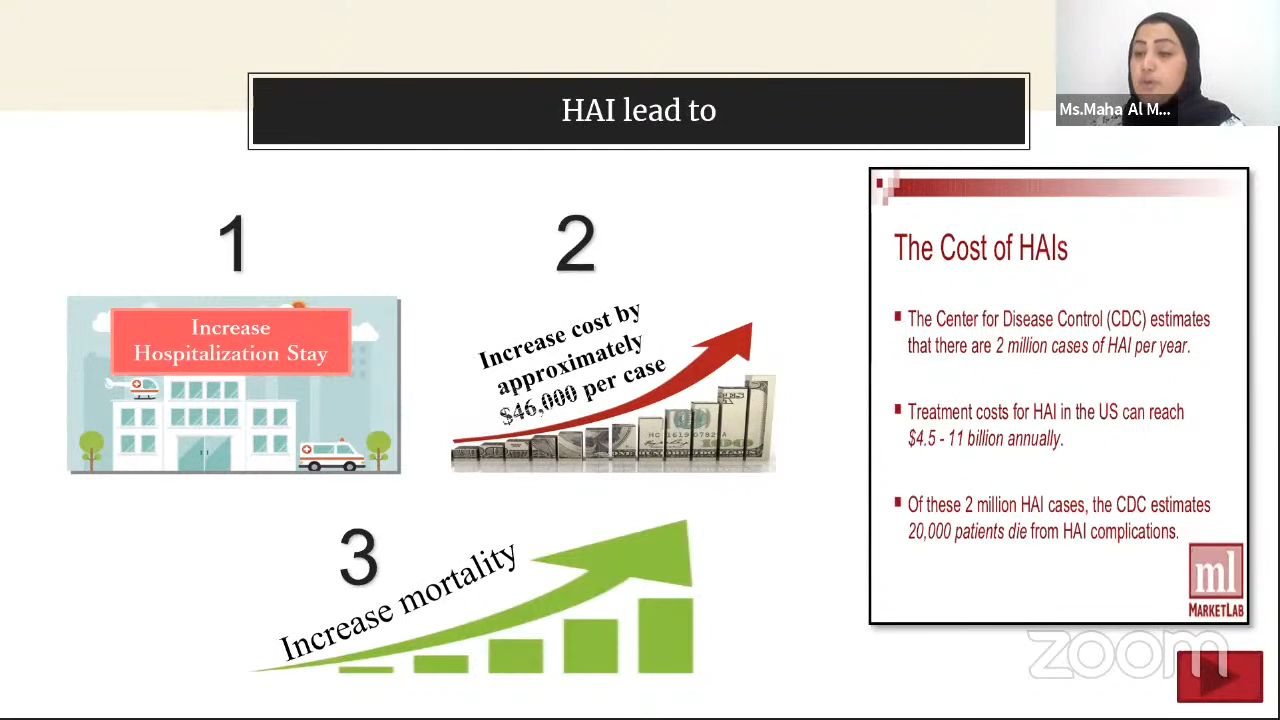 HAI lead to
Ms.Maha Al M...
1
Increase
Hospitalization Stay
2
Increase cost by
approximately
$46,000 per case
3
Increase mortality
The Cost of HAIs
The Center for Disease Control (CDC) estimates
that there are 2 million cases of HAI per year.
Treatment costs for HAI in the US can reach
$4.5 - 11 billion annually.
Of these 2 million HAI cases, the CDC estimates
20,000 patients die from HAI complications.
ml
MARKETLAB
zoom